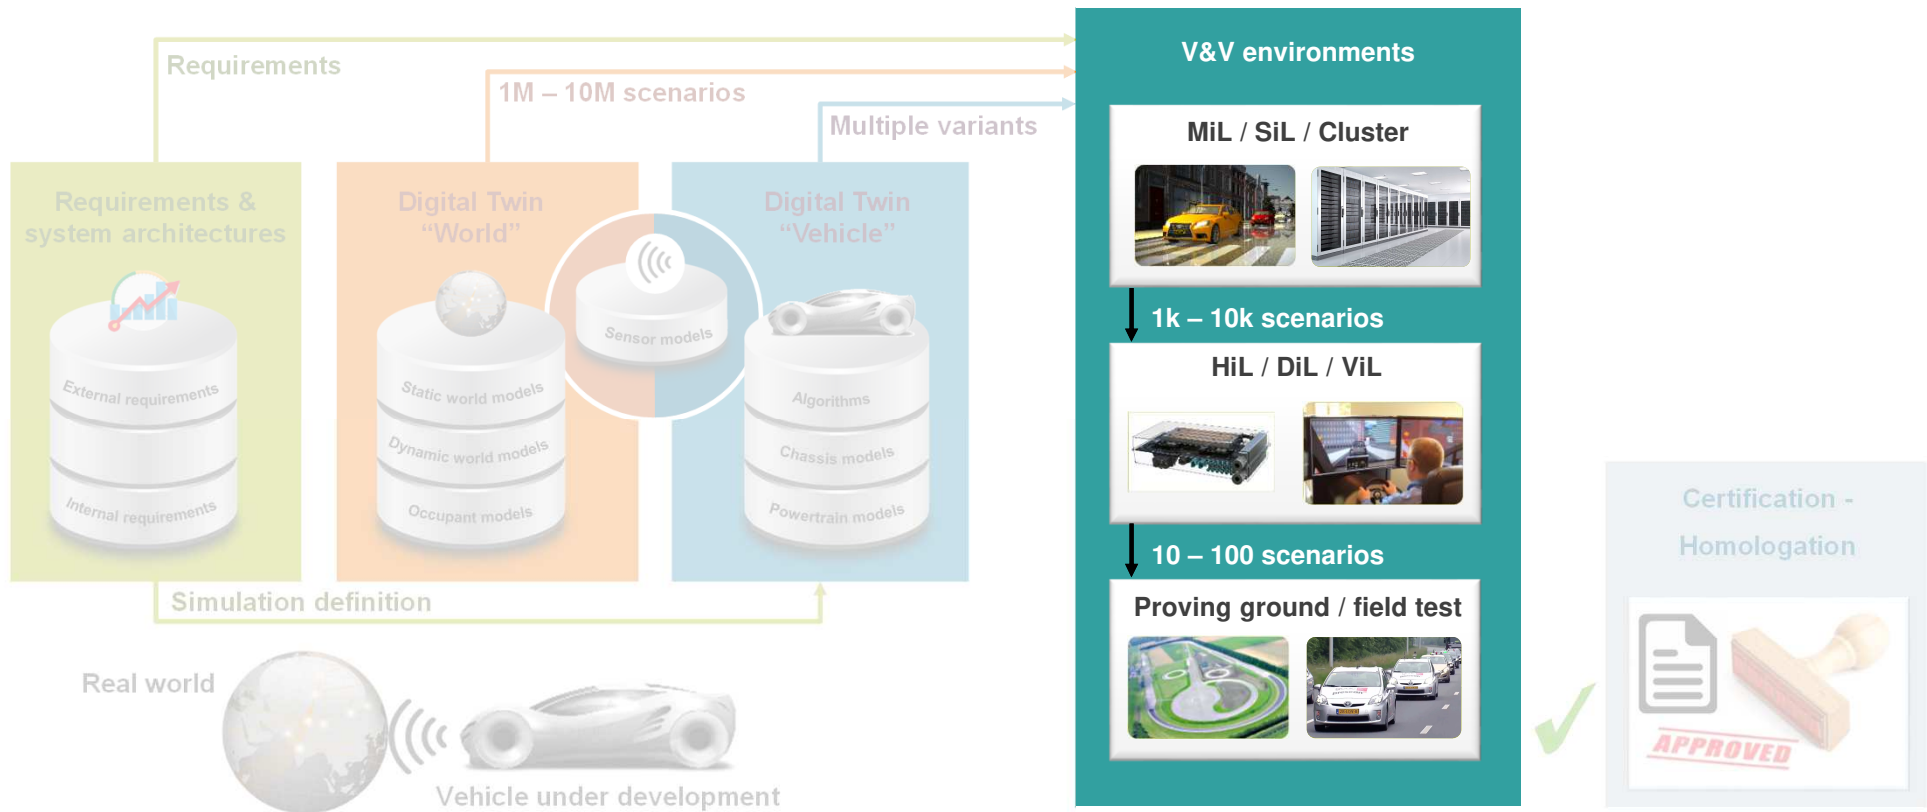 Requirements
1M – 10M scenarios
Multiple variants
V&V environments
MiL / SiL / Cluster
1k – 10k scenarios
HiL / DiL / ViL
10 – 100 scenarios
Proving ground / field test
Requirements &
system architectures
External requirements
Internal requirements
Digital Twin
“World”
Static world models
Dynamic world models
Occupant models
Sensor models
Digital Twin
“Vehicle”
Algorithms
Chassis models
Powertrain models
Simulation definition
Real world
Vehicle under development
Certification -
Homologation
APPROVED